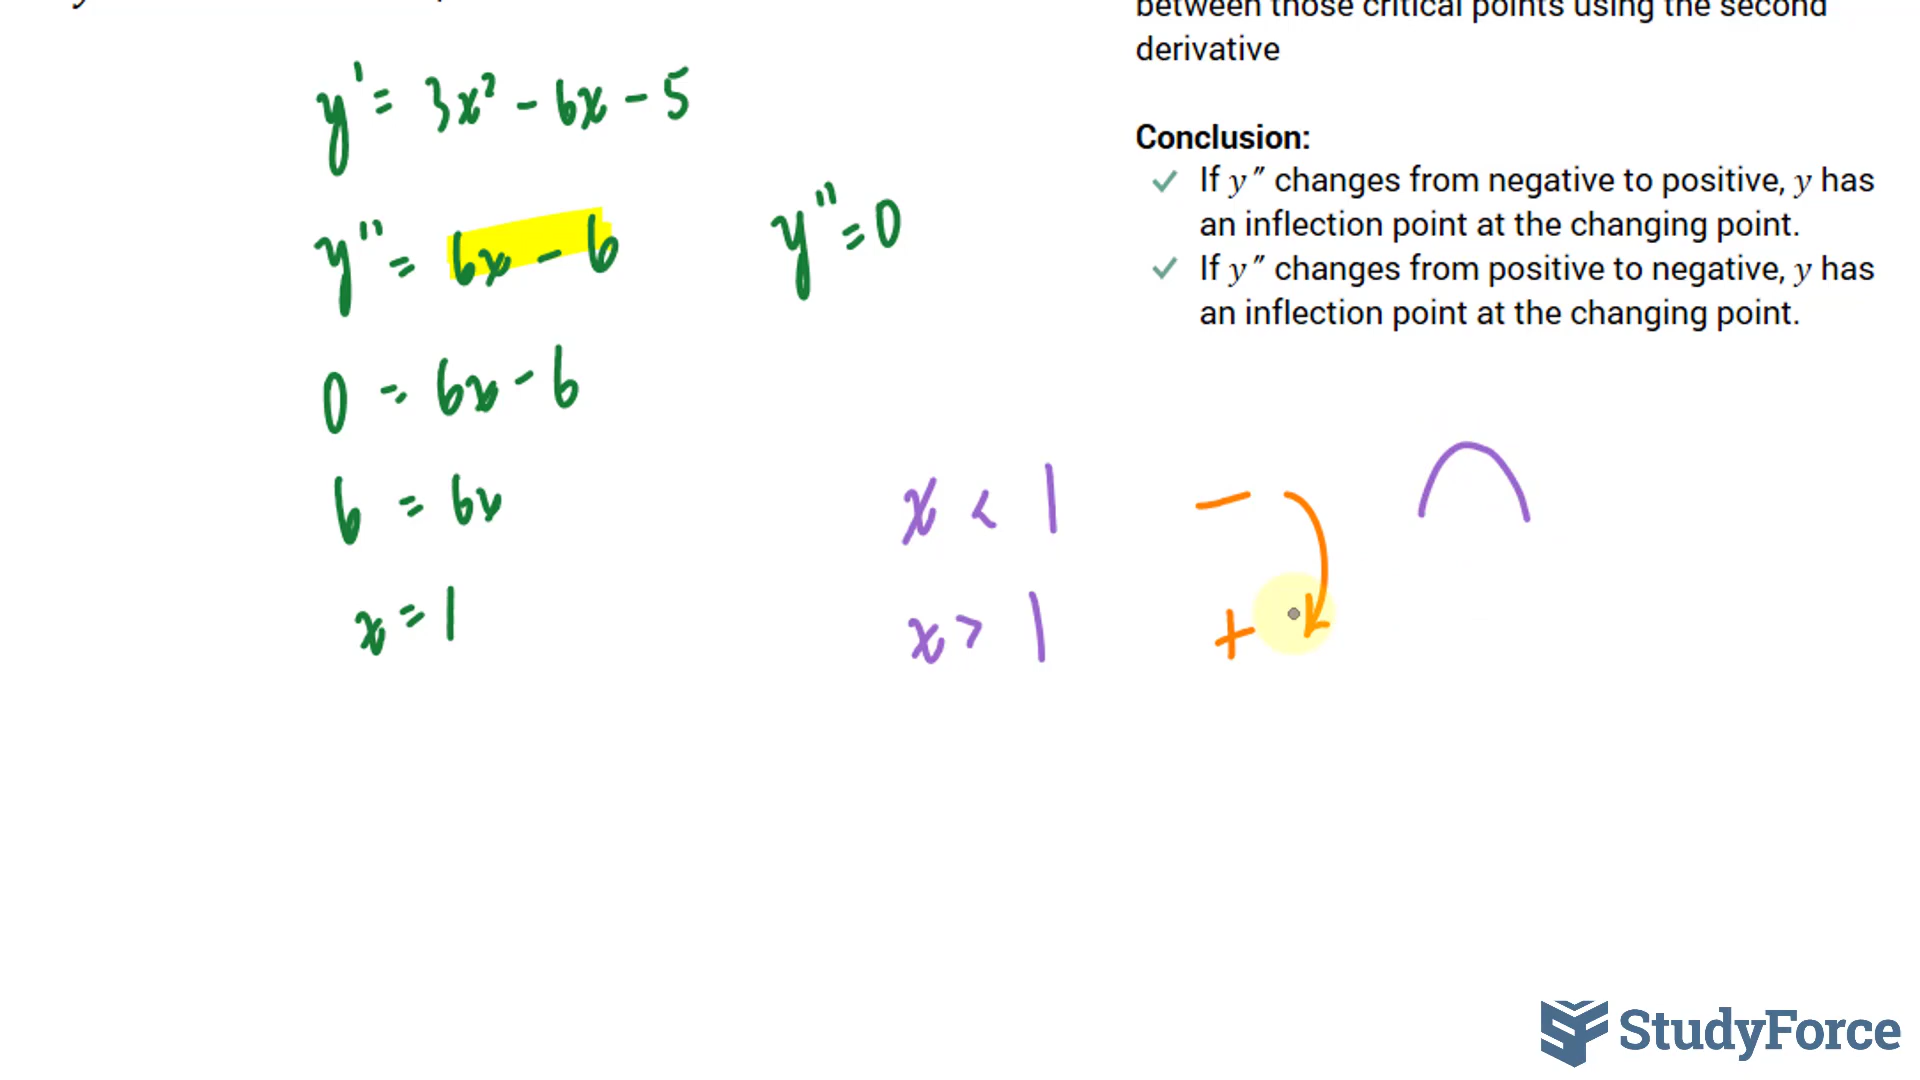 between those critical points using the second
derivative
y' = 3x² - 6x - 5
Conclusion:
✓ If y″ changes from negative to positive, y has
an inflection point at the changing point.
✓ If y″ changes from positive to negative, y has
an inflection point at the changing point.
y'' = 6x - 6
y'' = 0
0 = 6x - 6
6 = 6x
x < 1 −
x = 1
x > 1 +
StudyForce